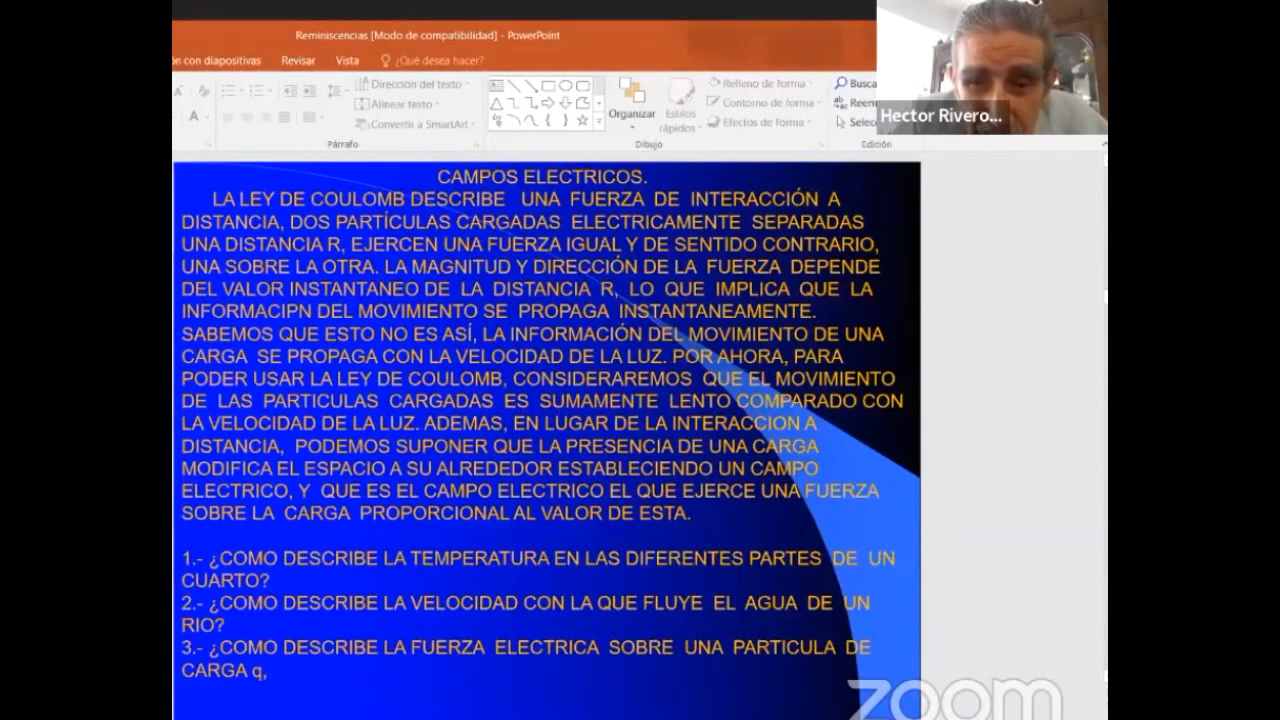 Reminiscencias [Modo de compatibilidad] - PowerPoint
ón con diapositivas Revisar Vista ¿Qué desea hacer?
Dirección del texto
Alinear texto
Convertir a SmartArt
Párrafo
Organizar
Estilos
rápidos
Relleno de forma
Contorno de forma
Efectos de forma
Dibujo
Busca
Reem
Selec
Edición
Hector Rivero...
CAMPOS ELECTRICOS.
LA LEY DE COULOMB DESCRIBE UNA FUERZA DE INTERACCIÓN A
DISTANCIA, DOS PARTÍCULAS CARGADAS ELECTRICAMENTE SEPARADAS
UNA DISTANCIA R, EJERCEN UNA FUERZA IGUAL Y DE SENTIDO CONTRARIO,
UNA SOBRE LA OTRA. LA MAGNITUD Y DIRECCIÓN DE LA FUERZA DEPENDE
DEL VALOR INSTANTANEO DE LA DISTANCIA R, LO QUE IMPLICA QUE LA
INFORMACIPN DEL MOVIMIENTO SE PROPAGA INSTANTANEAMENTE.
SABEMOS QUE ESTO NO ES ASÍ, LA INFORMACIÓN DEL MOVIMIENTO DE UNA
CARGA SE PROPAGA CON LA VELOCIDAD DE LA LUZ. POR AHORA, PARA
PODER USAR LA LEY DE COULOMB, CONSIDERAREMOS QUE EL MOVIMIENTO
DE LAS PARTICULAS CARGADAS ES SUMAMENTE LENTO COMPARADO CON
LA VELOCIDAD DE LA LUZ. ADEMAS, EN LUGAR DE LA INTERACCION A
DISTANCIA, PODEMOS SUPONER QUE LA PRESENCIA DE UNA CARGA
MODIFICA EL ESPACIO A SU ALREDEDOR ESTABLECIENDO UN CAMPO
ELECTRICO, Y QUE ES EL CAMPO ELECTRICO EL QUE EJERCE UNA FUERZA
SOBRE LA CARGA PROPORCIONAL AL VALOR DE ESTA.
1.- ¿COMO DESCRIBE LA TEMPERATURA EN LAS DIFERENTES PARTES DE UN
CUARTO?
2.- ¿COMO DESCRIBE LA VELOCIDAD CON LA QUE FLUYE EL AGUA DE UN
RIO?
3.- ¿COMO DESCRIBE LA FUERZA ELECTRICA SOBRE UNA PARTICULA DE
CARGA q,
zoom